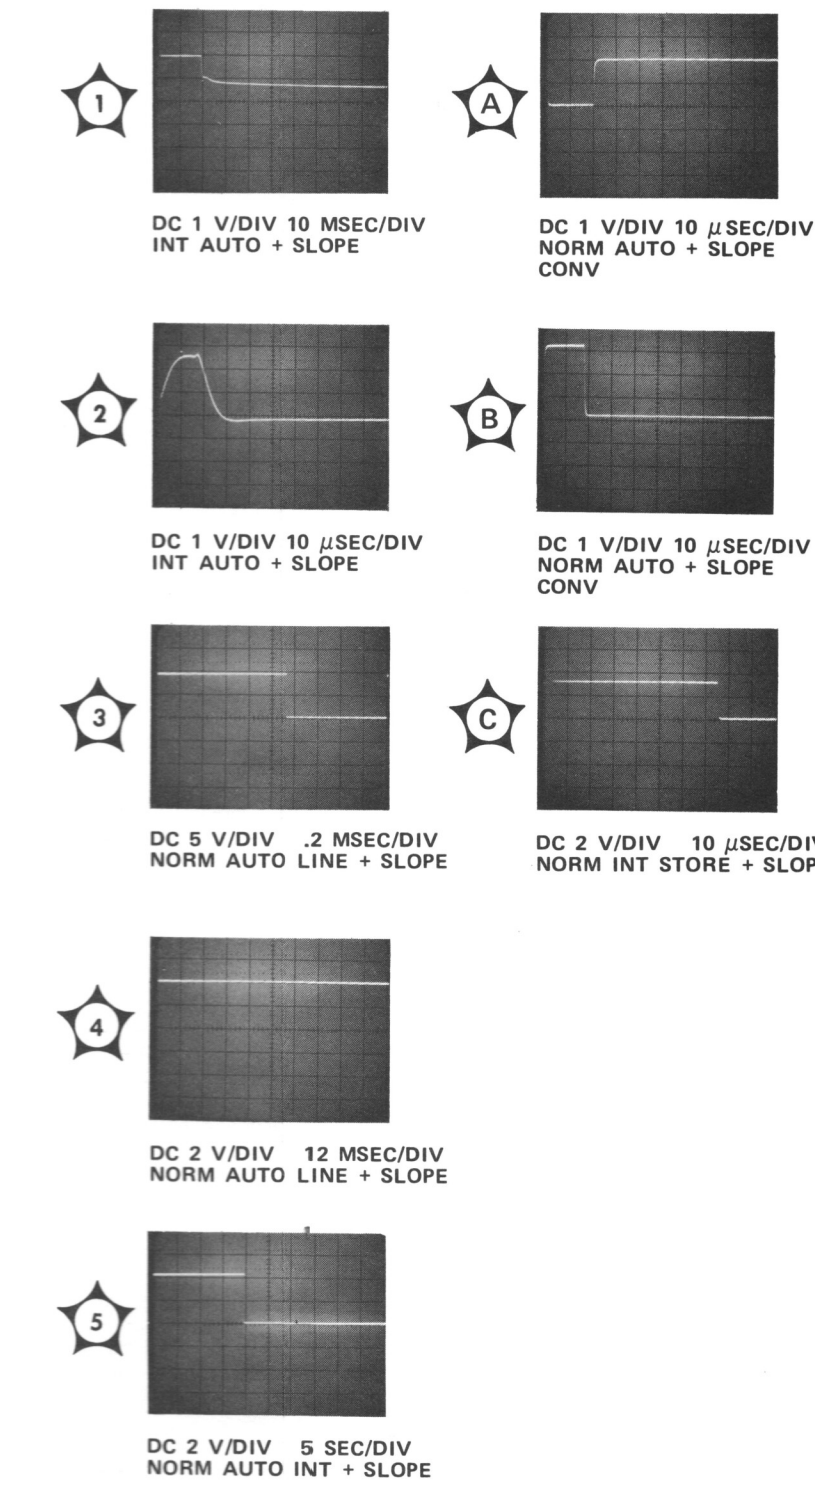 1
DC 1 V/DIV 10 MSEC/DIV
INT AUTO + SLOPE
A
DC 1 V/DIV 10 μSEC/DIV
NORM AUTO + SLOPE
CONV
2
DC 1 V/DIV 10 μSEC/DIV
INT AUTO + SLOPE
B
DC 1 V/DIV 10 μSEC/DIV
NORM AUTO + SLOPE
CONV
3
DC 5 V/DIV .2 MSEC/DIV
NORM AUTO LINE + SLOPE
C
DC 2 V/DIV 10 μSEC/DIV
NORM INT STORE + SLOP
4
DC 2 V/DIV 12 MSEC/DIV
NORM AUTO LINE + SLOPE
5
DC 2 V/DIV 5 SEC/DIV
NORM AUTO INT + SLOPE